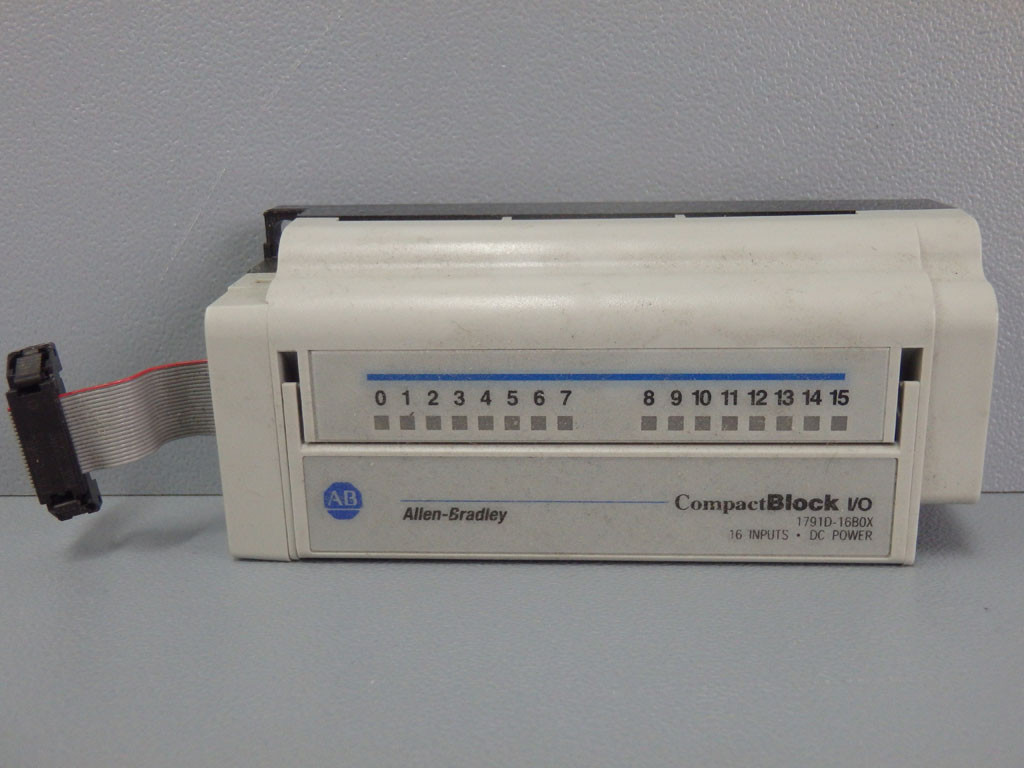 0 1 2 3 4 5 6 7 8 9 10 11 12 13 14 15
AB
Allen-Bradley
CompactBlock I/O
1791D-16B0X
16 INPUTS • DC POWER